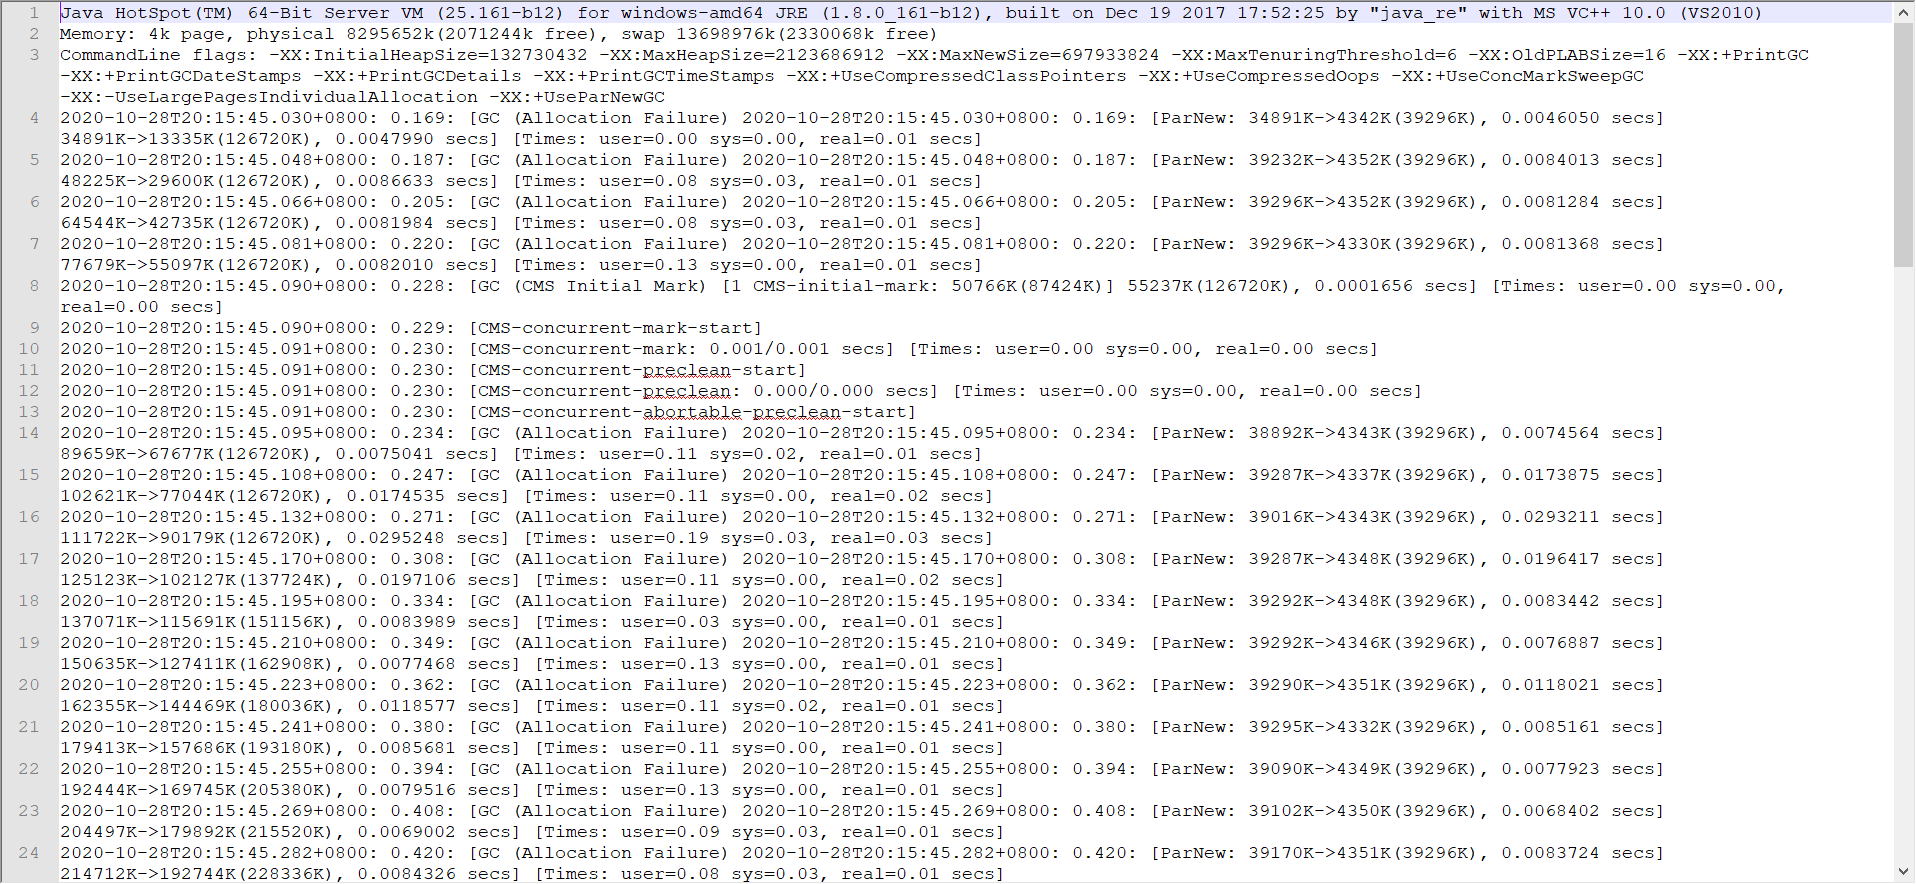 1 Java HotSpot(TM) 64-Bit Server VM (25.161-b12) for windows-amd64 JRE (1.8.0_161-b12), built on Dec 19 2017 17:52:25 by "java_re" with MS VC++ 10.0 (VS2010)
2 Memory: 4k page, physical 8295652k(2071244k free), swap 13698976k(2330068k free)
3 CommandLine flags: -XX:InitialHeapSize=132730432 -XX:MaxHeapSize=2123686912 -XX:MaxNewSize=697933824 -XX:MaxTenuringThreshold=6 -XX:OldPLABSize=16 -XX:+PrintGC
-XX:+PrintGCDateStamps -XX:+PrintGCDetails -XX:+PrintGCTimeStamps -XX:+UseCompressedClassPointers -XX:+UseCompressedOops -XX:+UseConcMarkSweepGC
-XX:-UseLargePagesIndividualAllocation -XX:+UseParNewGC
4 2020-10-28T20:15:45.030+0800: 0.169: [GC (Allocation Failure) 2020-10-28T20:15:45.030+0800: 0.169: [ParNew: 34891K->4342K(39296K), 0.0046050 secs]
34891K->13335K(126720K), 0.0047990 secs] [Times: user=0.00 sys=0.00, real=0.01 secs]
5 2020-10-28T20:15:45.048+0800: 0.187: [GC (Allocation Failure) 2020-10-28T20:15:45.048+0800: 0.187: [ParNew: 39232K->4352K(39296K), 0.0084013 secs]
48225K->29600K(126720K), 0.0086633 secs] [Times: user=0.08 sys=0.03, real=0.01 secs]
6 2020-10-28T20:15:45.066+0800: 0.205: [GC (Allocation Failure) 2020-10-28T20:15:45.066+0800: 0.205: [ParNew: 39296K->4352K(39296K), 0.0081284 secs]
64544K->42735K(126720K), 0.0081984 secs] [Times: user=0.08 sys=0.03, real=0.01 secs]
7 2020-10-28T20:15:45.081+0800: 0.220: [GC (Allocation Failure) 2020-10-28T20:15:45.081+0800: 0.220: [ParNew: 39296K->4330K(39296K), 0.0081368 secs]
77679K->55097K(126720K), 0.0082010 secs] [Times: user=0.13 sys=0.00, real=0.01 secs]
8 2020-10-28T20:15:45.090+0800: 0.228: [GC (CMS Initial Mark) [1 CMS-initial-mark: 50766K(87424K)] 55237K(126720K), 0.0001656 secs] [Times: user=0.00 sys=0.00,
real=0.00 secs]
9 2020-10-28T20:15:45.090+0800: 0.229: [CMS-concurrent-mark-start]
10 2020-10-28T20:15:45.091+0800: 0.230: [CMS-concurrent-mark: 0.001/0.001 secs] [Times: user=0.00 sys=0.00, real=0.00 secs]
11 2020-10-28T20:15:45.091+0800: 0.230: [CMS-concurrent-preclean-start]
12 2020-10-28T20:15:45.091+0800: 0.230: [CMS-concurrent-preclean: 0.000/0.000 secs] [Times: user=0.00 sys=0.00, real=0.00 secs]
13 2020-10-28T20:15:45.091+0800: 0.230: [CMS-concurrent-abortable-preclean-start]
14 2020-10-28T20:15:45.095+0800: 0.234: [GC (Allocation Failure) 2020-10-28T20:15:45.095+0800: 0.234: [ParNew: 38892K->4343K(39296K), 0.0074564 secs]
89659K->67677K(126720K), 0.0075041 secs] [Times: user=0.11 sys=0.02, real=0.01 secs]
15 2020-10-28T20:15:45.108+0800: 0.247: [GC (Allocation Failure) 2020-10-28T20:15:45.108+0800: 0.247: [ParNew: 39287K->4337K(39296K), 0.0173875 secs]
102621K->77044K(126720K), 0.0174535 secs] [Times: user=0.11 sys=0.00, real=0.02 secs]
16 2020-10-28T20:15:45.132+0800: 0.271: [GC (Allocation Failure) 2020-10-28T20:15:45.132+0800: 0.271: [ParNew: 39016K->4343K(39296K), 0.0293211 secs]
111722K->90179K(126720K), 0.0295248 secs] [Times: user=0.19 sys=0.03, real=0.03 secs]
17 2020-10-28T20:15:45.170+0800: 0.308: [GC (Allocation Failure) 2020-10-28T20:15:45.170+0800: 0.308: [ParNew: 39287K->4348K(39296K), 0.0196417 secs]
125123K->102127K(137724K), 0.0197106 secs] [Times: user=0.11 sys=0.00, real=0.02 secs]
18 2020-10-28T20:15:45.195+0800: 0.334: [GC (Allocation Failure) 2020-10-28T20:15:45.195+0800: 0.334: [ParNew: 39292K->4348K(39296K), 0.0083442 secs]
137071K->115691K(151156K), 0.0083989 secs] [Times: user=0.03 sys=0.00, real=0.01 secs]
19 2020-10-28T20:15:45.210+0800: 0.349: [GC (Allocation Failure) 2020-10-28T20:15:45.210+0800: 0.349: [ParNew: 39292K->4346K(39296K), 0.0076887 secs]
150635K->127411K(162908K), 0.0077468 secs] [Times: user=0.13 sys=0.00, real=0.01 secs]
20 2020-10-28T20:15:45.223+0800: 0.362: [GC (Allocation Failure) 2020-10-28T20:15:45.223+0800: 0.362: [ParNew: 39290K->4351K(39296K), 0.0118021 secs]
162355K->144469K(180036K), 0.0118577 secs] [Times: user=0.11 sys=0.02, real=0.01 secs]
21 2020-10-28T20:15:45.241+0800: 0.380: [GC (Allocation Failure) 2020-10-28T20:15:45.241+0800: 0.380: [ParNew: 39295K->4332K(39296K), 0.0085161 secs]
179413K->157686K(193180K), 0.0085681 secs] [Times: user=0.11 sys=0.00, real=0.01 secs]
22 2020-10-28T20:15:45.255+0800: 0.394: [GC (Allocation Failure) 2020-10-28T20:15:45.255+0800: 0.394: [ParNew: 39090K->4349K(39296K), 0.0077923 secs]
192444K->169745K(205380K), 0.0079516 secs] [Times: user=0.13 sys=0.00, real=0.01 secs]
23 2020-10-28T20:15:45.269+0800: 0.408: [GC (Allocation Failure) 2020-10-28T20:15:45.269+0800: 0.408: [ParNew: 39102K->4350K(39296K), 0.0068402 secs]
204497K->179892K(215520K), 0.0069002 secs] [Times: user=0.09 sys=0.03, real=0.01 secs]
24 2020-10-28T20:15:45.282+0800: 0.420: [GC (Allocation Failure) 2020-10-28T20:15:45.282+0800: 0.420: [ParNew: 39170K->4351K(39296K), 0.0083724 secs]
214712K->192744K(228336K), 0.0084326 secs] [Times: user=0.08 sys=0.03, real=0.01 secs]